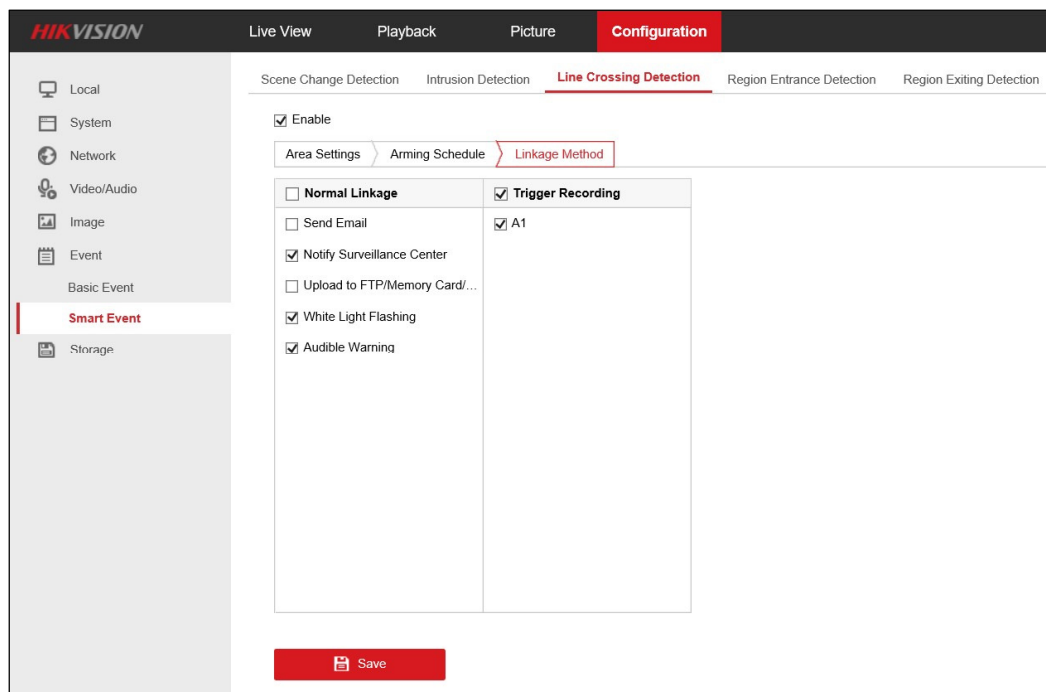 HIKVISION
Live View Playback Picture Configuration
Local
System
Network
Video/Audio
Image
Event
Basic Event
Smart Event
Storage
Scene Change Detection Intrusion Detection Line Crossing Detection Region Entrance Detection Region Exiting Detection
Enable
Area Settings Arming Schedule Linkage Method
Normal Linkage Trigger Recording
Send Email A1
Notify Surveillance Center
Upload to FTP/Memory Card/...
White Light Flashing
Audible Warning
Save